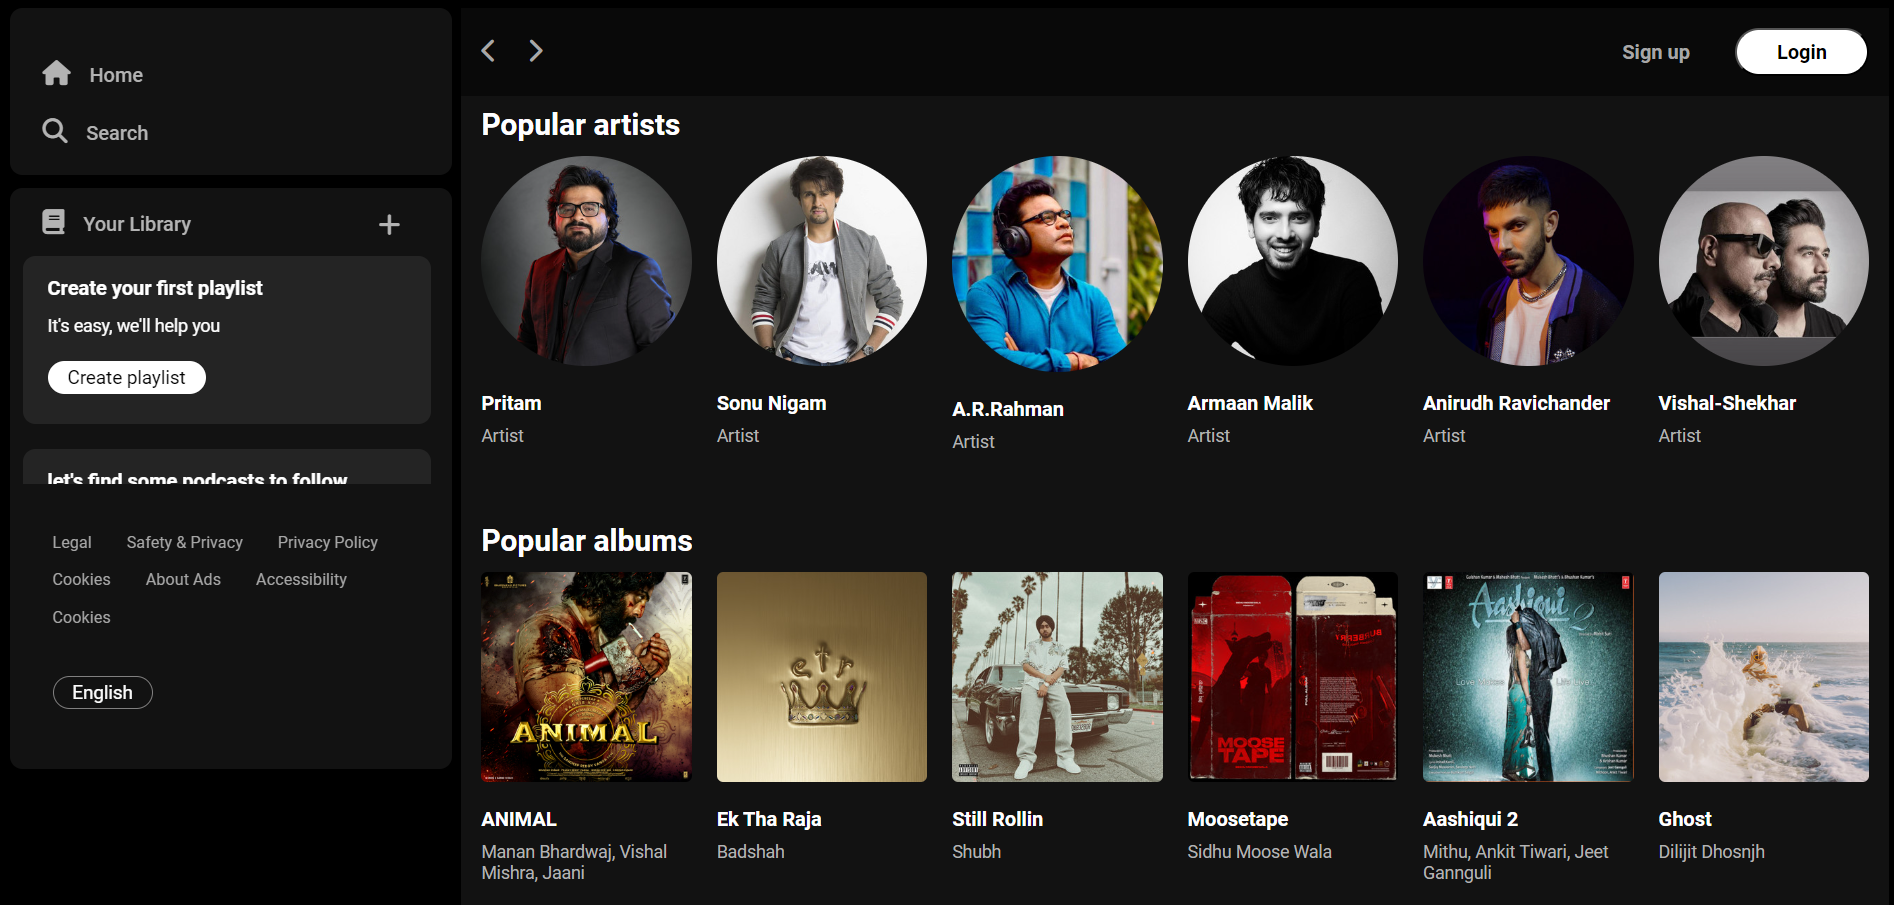 Home
Search
Your Library
Create your first playlist
It's easy, we'll help you
Create playlist
let's find some podcasts to follow
Legal Safety & Privacy Privacy Policy
Cookies About Ads Accessibility
Cookies
English
Sign up Login
Popular artists
Pritam
Artist
Sonu Nigam
Artist
A.R.Rahman
Artist
Armaan Malik
Artist
Anirudh Ravichander
Artist
Vishal-Shekhar
Artist
Popular albums
ANIMAL
etr
MOOSE
TAPE
Aashiqui 2
ANIMAL
Manan Bhardwaj, Vishal
Mishra, Jaani
Ek Tha Raja
Badshah
Still Rollin
Shubh
Moosetape
Sidhu Moose Wala
Aashiqui 2
Mithu, Ankit Tiwari, Jeet
Gannguli
Ghost
Dilijit Dhosnjh